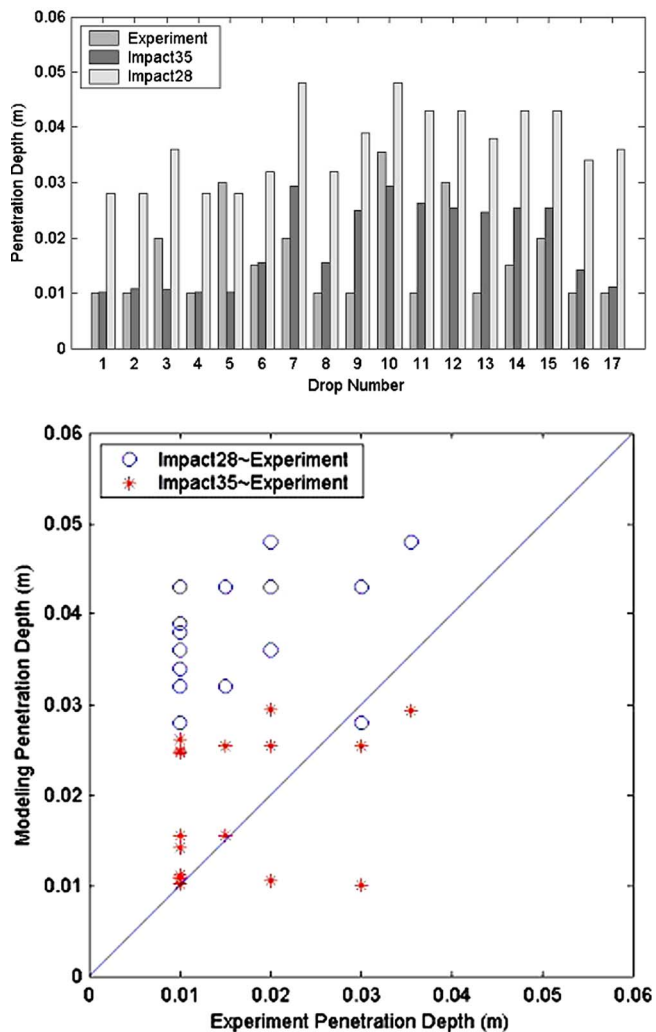 0.06
Experiment
Impact35
Impact28
0.05
0.04
0.03
0.02
0.01
0
Penetration Depth (m)
1 2 3 4 5 6 7 8 9 10 11 12 13 14 15 16 17
Drop Number
0.06
Impact28~Experiment
Impact35~Experiment
0.05
0.04
0.03
0.02
0.01
0
Modeling Penetration Depth (m)
0 0.01 0.02 0.03 0.04 0.05 0.06
Experiment Penetration Depth (m)